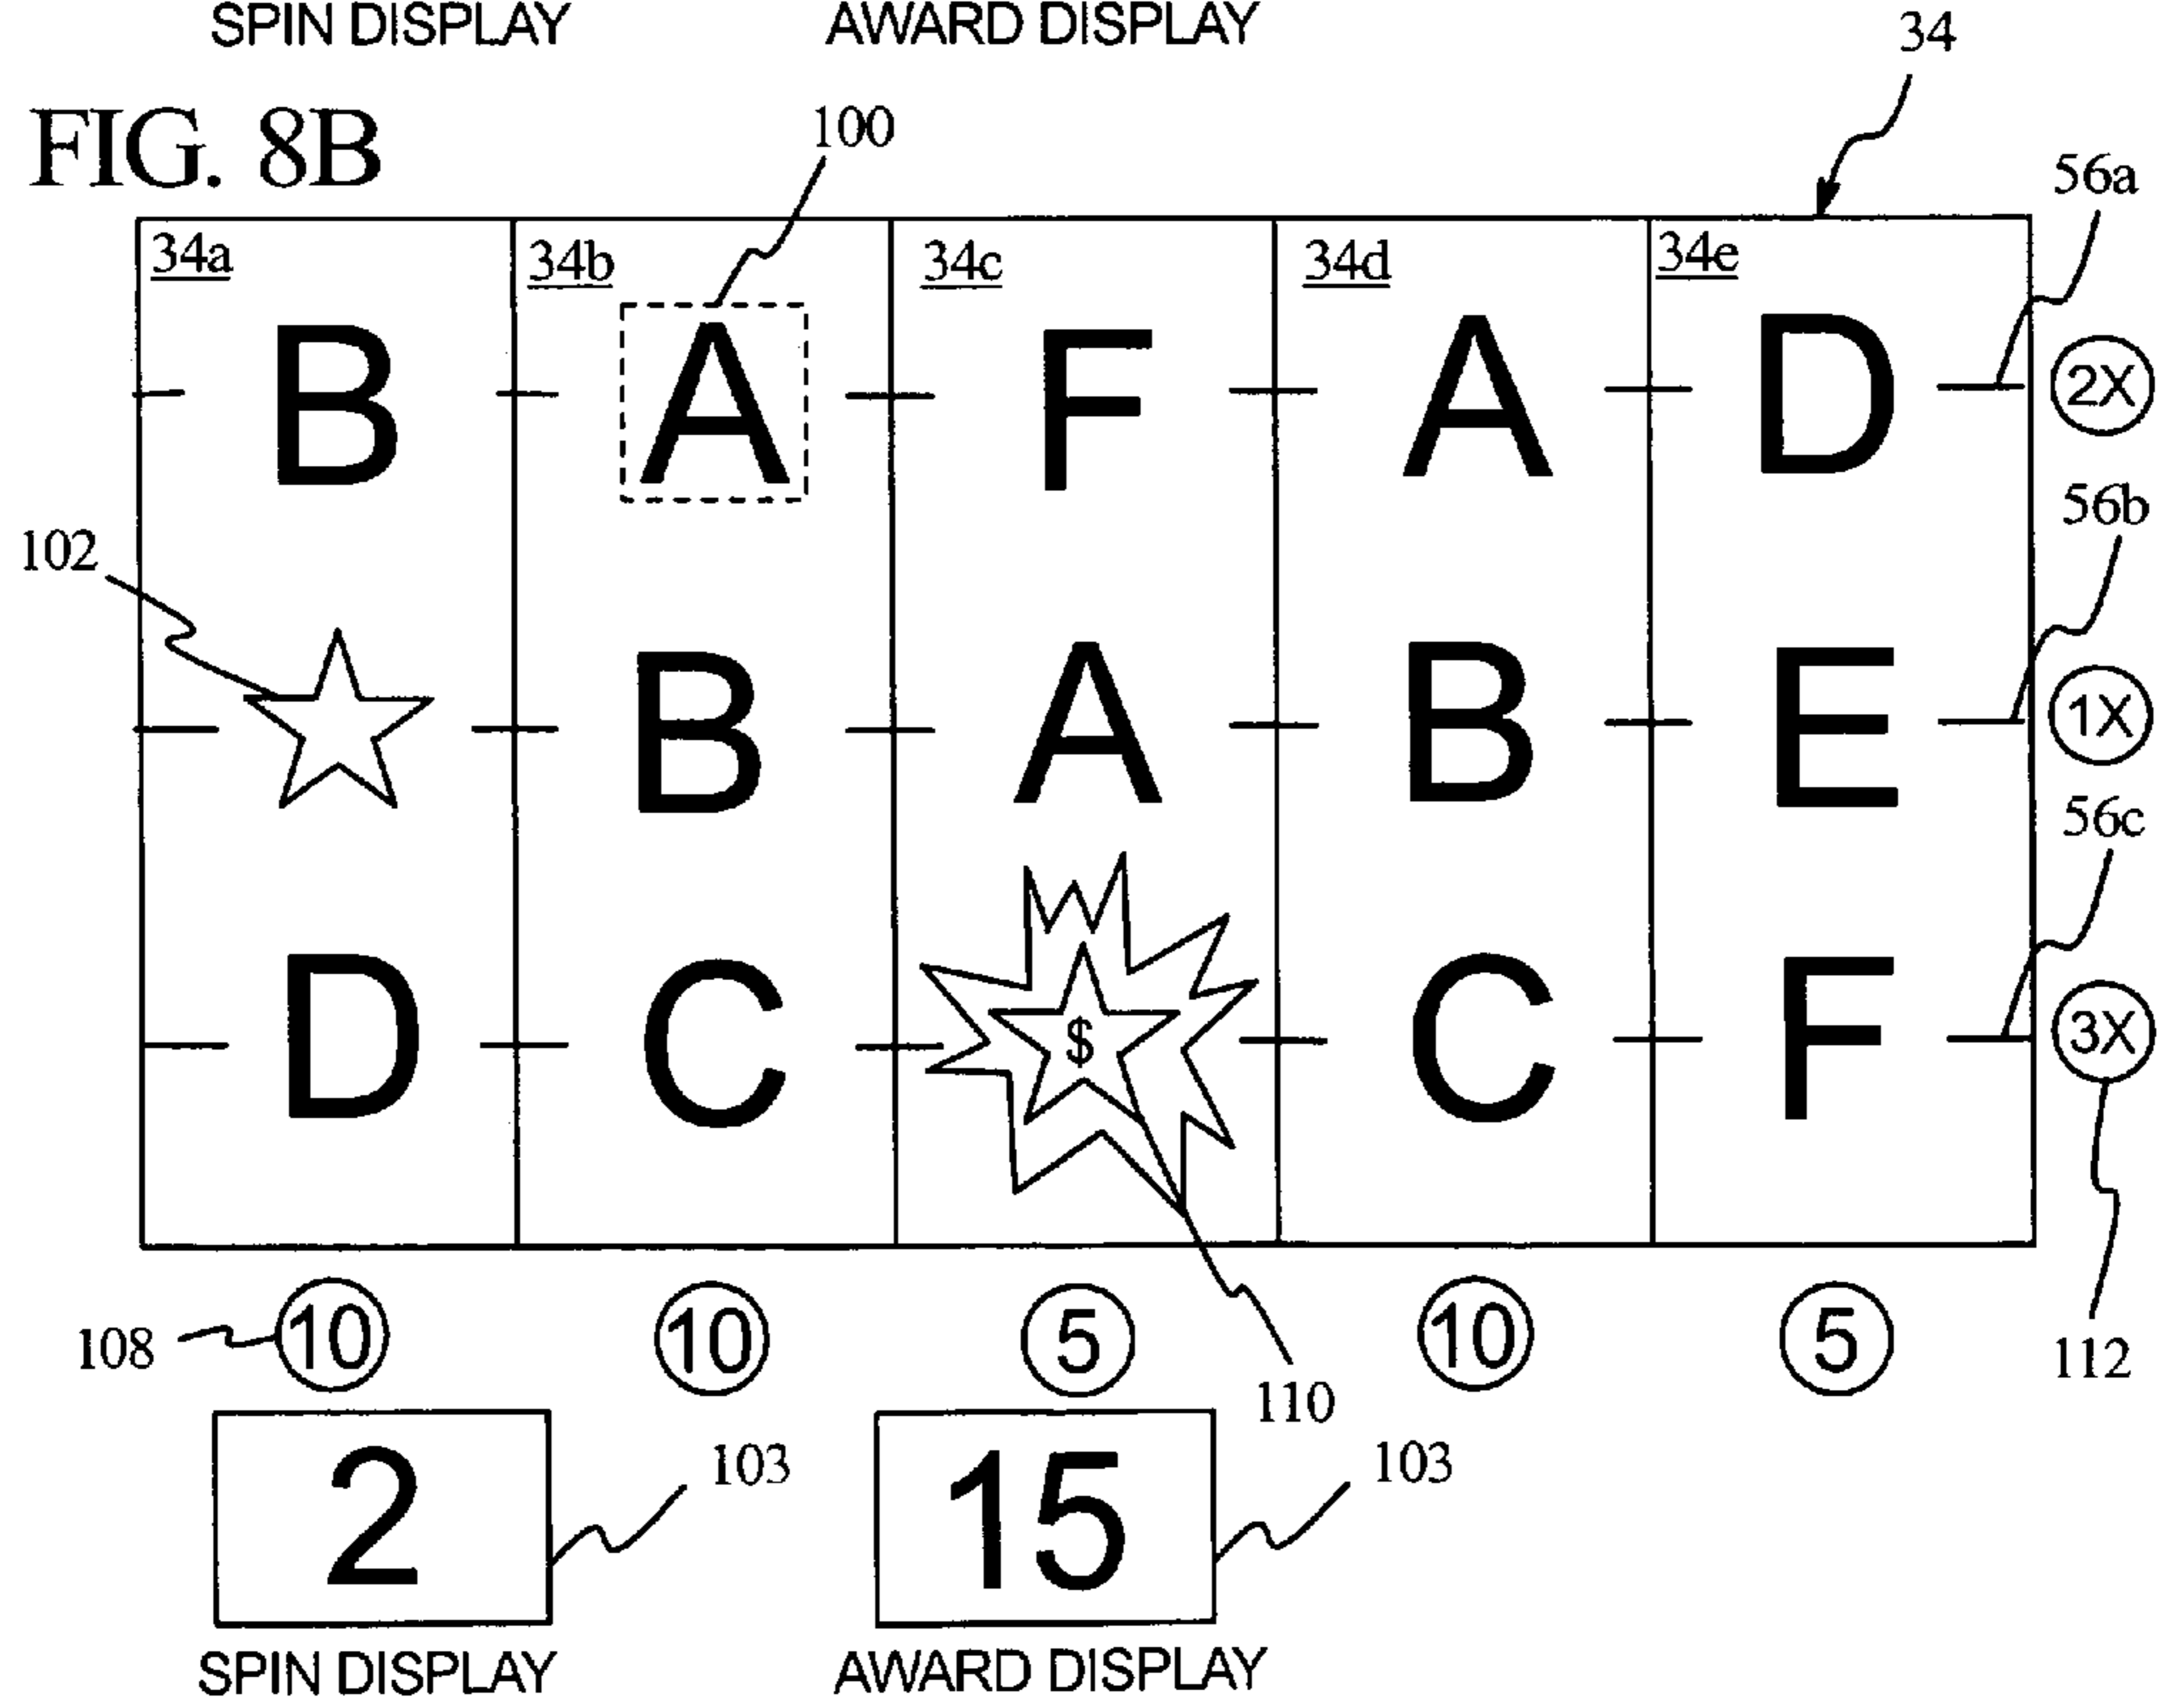 SPIN DISPLAY AWARD DISPLAY
34
FIG. 8B
100
56a
34a 34b 34c 34d 34e
B A F A D 2X
56b
102
B A B E 1X
56c
D C $ C F 3X
108 10 10 5 10 5
112
110
2 103 15 103
SPIN DISPLAY AWARD DISPLAY